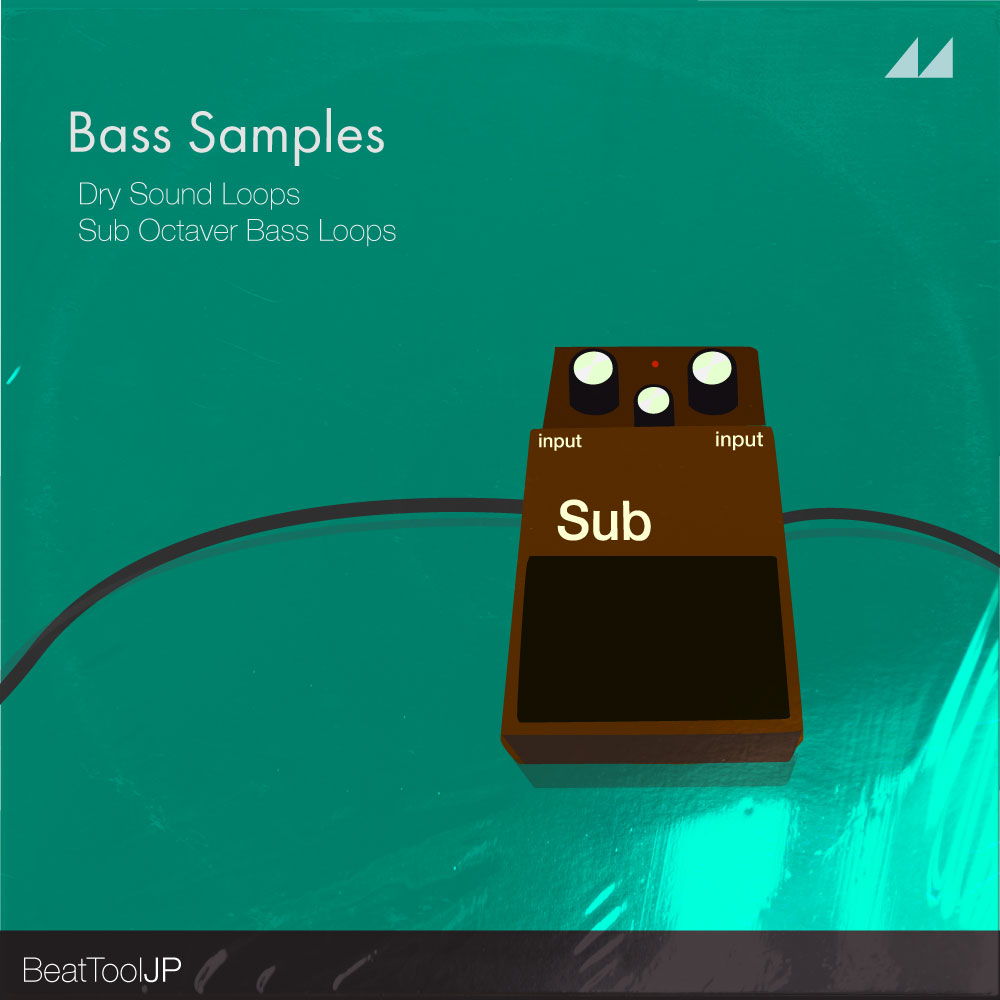 Bass Samples
Dry Sound Loops
Sub Octaver Bass Loops
input
input
Sub
BeatToolJP